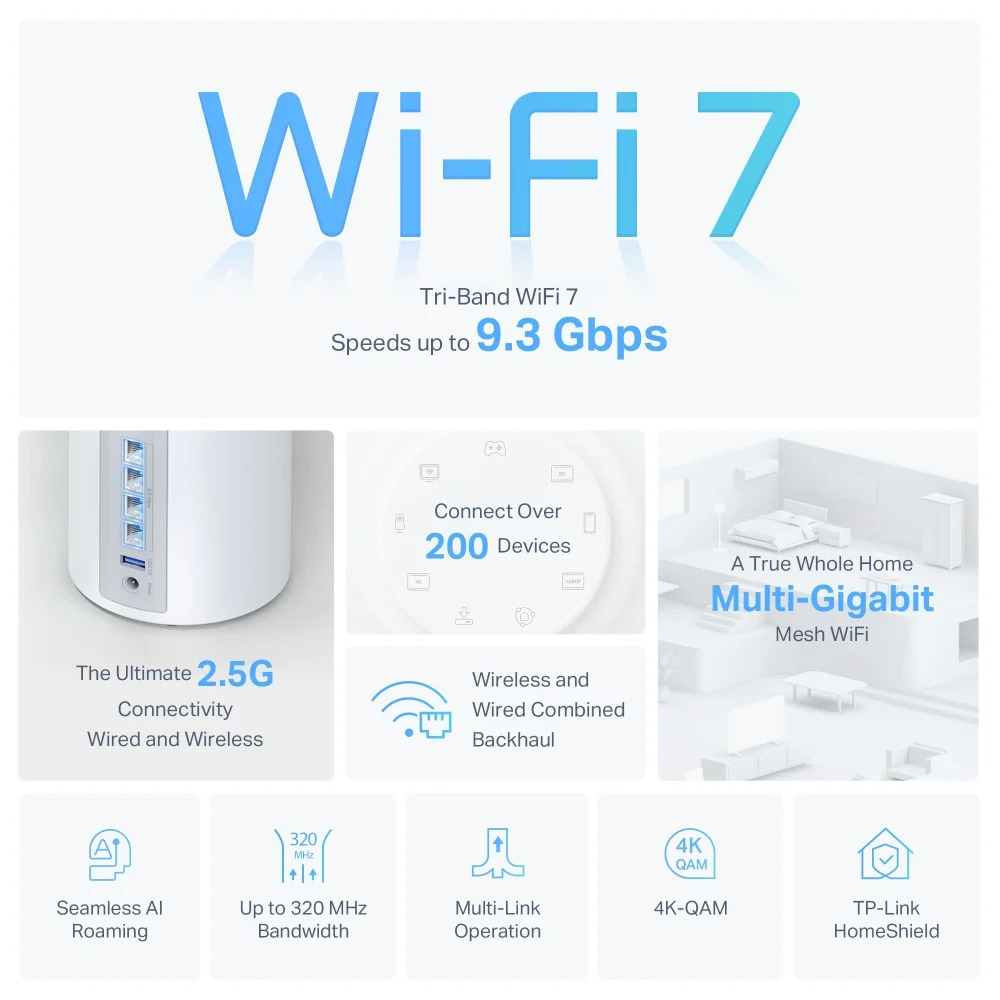 Wi-Fi 7
Tri-Band WiFi 7
Speeds up to 9.3 Gbps
The Ultimate 2.5G
Connectivity
Wired and Wireless
Connect Over
200 Devices
4K
1080P
Wireless and
Wired Combined
Backhaul
A True Whole Home
Multi-Gigabit
Mesh WiFi
AI
Seamless AI
Roaming
320
MHz
Up to 320 MHz
Bandwidth
Multi-Link
Operation
4K
QAM
4K-QAM
TP-Link
HomeShield